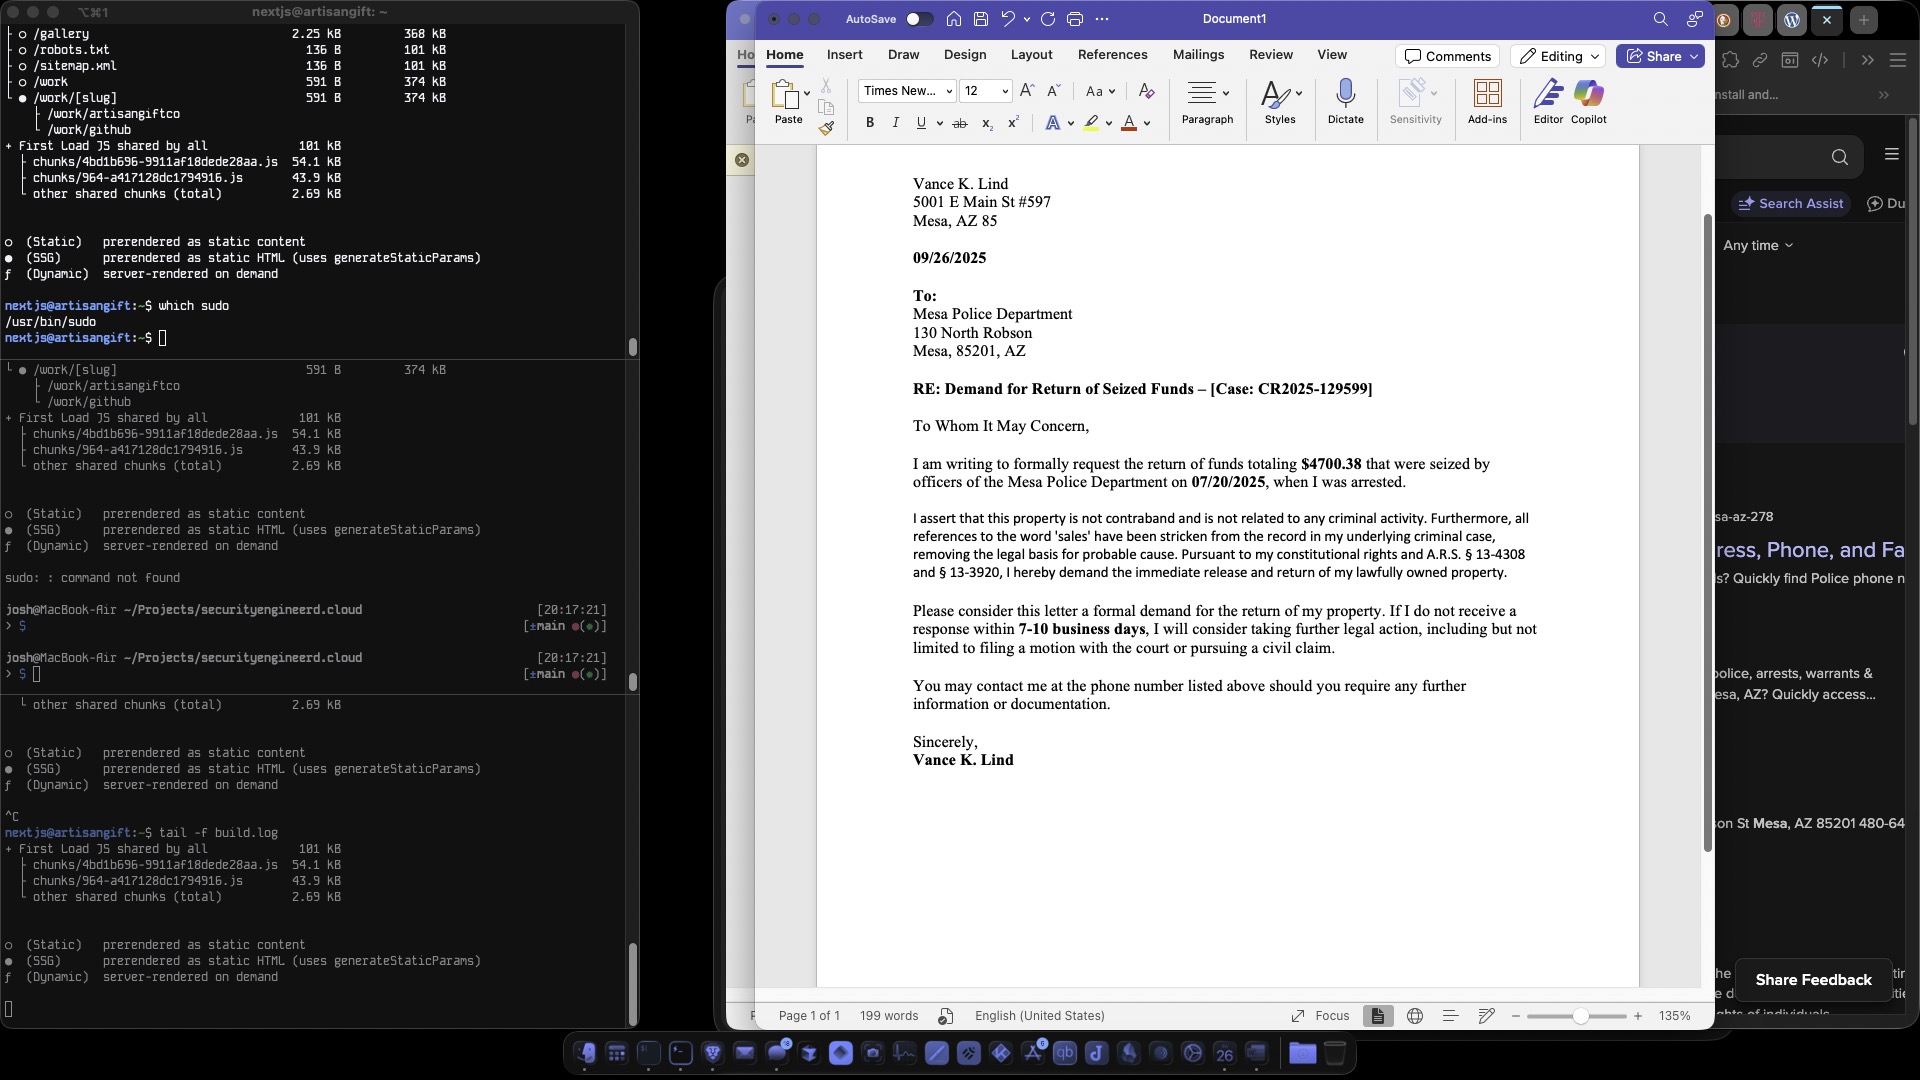 ⌥⌘1
nextjs@artisangift: ~
├ ○ /gallery 2.25 kB 368 kB
├ ○ /robots.txt 136 B 101 kB
├ ○ /sitemap.xml 136 B 101 kB
├ ○ /work 591 B 374 kB
└ ● /work/[slug] 591 B 374 kB
├ /work/artisangiftco
└ /work/github
+ First Load JS shared by all 101 kB
├ chunks/4bd1b696-9911af18dede28aa.js 54.1 kB
├ chunks/964-a417128dc1794916.js 43.9 kB
└ other shared chunks (total) 2.69 kB
○ (Static) prerendered as static content
● (SSG) prerendered as static HTML (uses generateStaticParams)
ƒ (Dynamic) server-rendered on demand
nextjs@artisangift:~$ which sudo
/usr/bin/sudo
nextjs@artisangift:~$
└ ● /work/[slug] 591 B 374 kB
├ /work/artisangiftco
└ /work/github
+ First Load JS shared by all 101 kB
├ chunks/4bd1b696-9911af18dede28aa.js 54.1 kB
├ chunks/964-a417128dc1794916.js 43.9 kB
└ other shared chunks (total) 2.69 kB
○ (Static) prerendered as static content
● (SSG) prerendered as static HTML (uses generateStaticParams)
ƒ (Dynamic) server-rendered on demand
sudo: : command not found
josh@MacBook-Air ~/Projects/securityengineerd.cloud [20:17:21]
> $ [±main ●(●)]
josh@MacBook-Air ~/Projects/securityengineerd.cloud [20:17:21]
> $ [±main ●(●)]
└ other shared chunks (total) 2.69 kB
○ (Static) prerendered as static content
● (SSG) prerendered as static HTML (uses generateStaticParams)
ƒ (Dynamic) server-rendered on demand
^C
nextjs@artisangift:~$ tail -f build.log
+ First Load JS shared by all 101 kB
├ chunks/4bd1b696-9911af18dede28aa.js 54.1 kB
├ chunks/964-a417128dc1794916.js 43.9 kB
└ other shared chunks (total) 2.69 kB
○ (Static) prerendered as static content
● (SSG) prerendered as static HTML (uses generateStaticParams)
ƒ (Dynamic) server-rendered on demand
AutoSave
Document1
Home Insert Draw Design Layout References Mailings Review View
Comments Editing Share
Paste
Times New... 12
Aa
B I U ab x₂ x²
Paragraph Styles Dictate Sensitivity Add-ins Editor Copilot
Vance K. Lind
5001 E Main St #597
Mesa, AZ 85
09/26/2025
To:
Mesa Police Department
130 North Robson
Mesa, 85201, AZ
RE: Demand for Return of Seized Funds – [Case: CR2025-129599]
To Whom It May Concern,
I am writing to formally request the return of funds totaling $4700.38 that were seized by
officers of the Mesa Police Department on 07/20/2025, when I was arrested.
I assert that this property is not contraband and is not related to any criminal activity. Furthermore, all
references to the word 'sales' have been stricken from the record in my underlying criminal case,
removing the legal basis for probable cause. Pursuant to my constitutional rights and A.R.S. § 13-4308
and § 13-3920, I hereby demand the immediate release and return of my lawfully owned property.
Please consider this letter a formal demand for the return of my property. If I do not receive a
response within 7-10 business days, I will consider taking further legal action, including but not
limited to filing a motion with the court or pursuing a civil claim.
You may contact me at the phone number listed above should you require any further
information or documentation.
Sincerely,
Vance K. Lind
Page 1 of 1 199 words English (United States) Focus 135%
nstall and...
Search Assist
Du
Any time
sa-az-278
ress, Phone, and Fa
s? Quickly find Police phone n
police, arrests, warrants &
esa, AZ? Quickly access...
son St Mesa, AZ 85201 480-64
Share Feedback
ghts of individuals
26